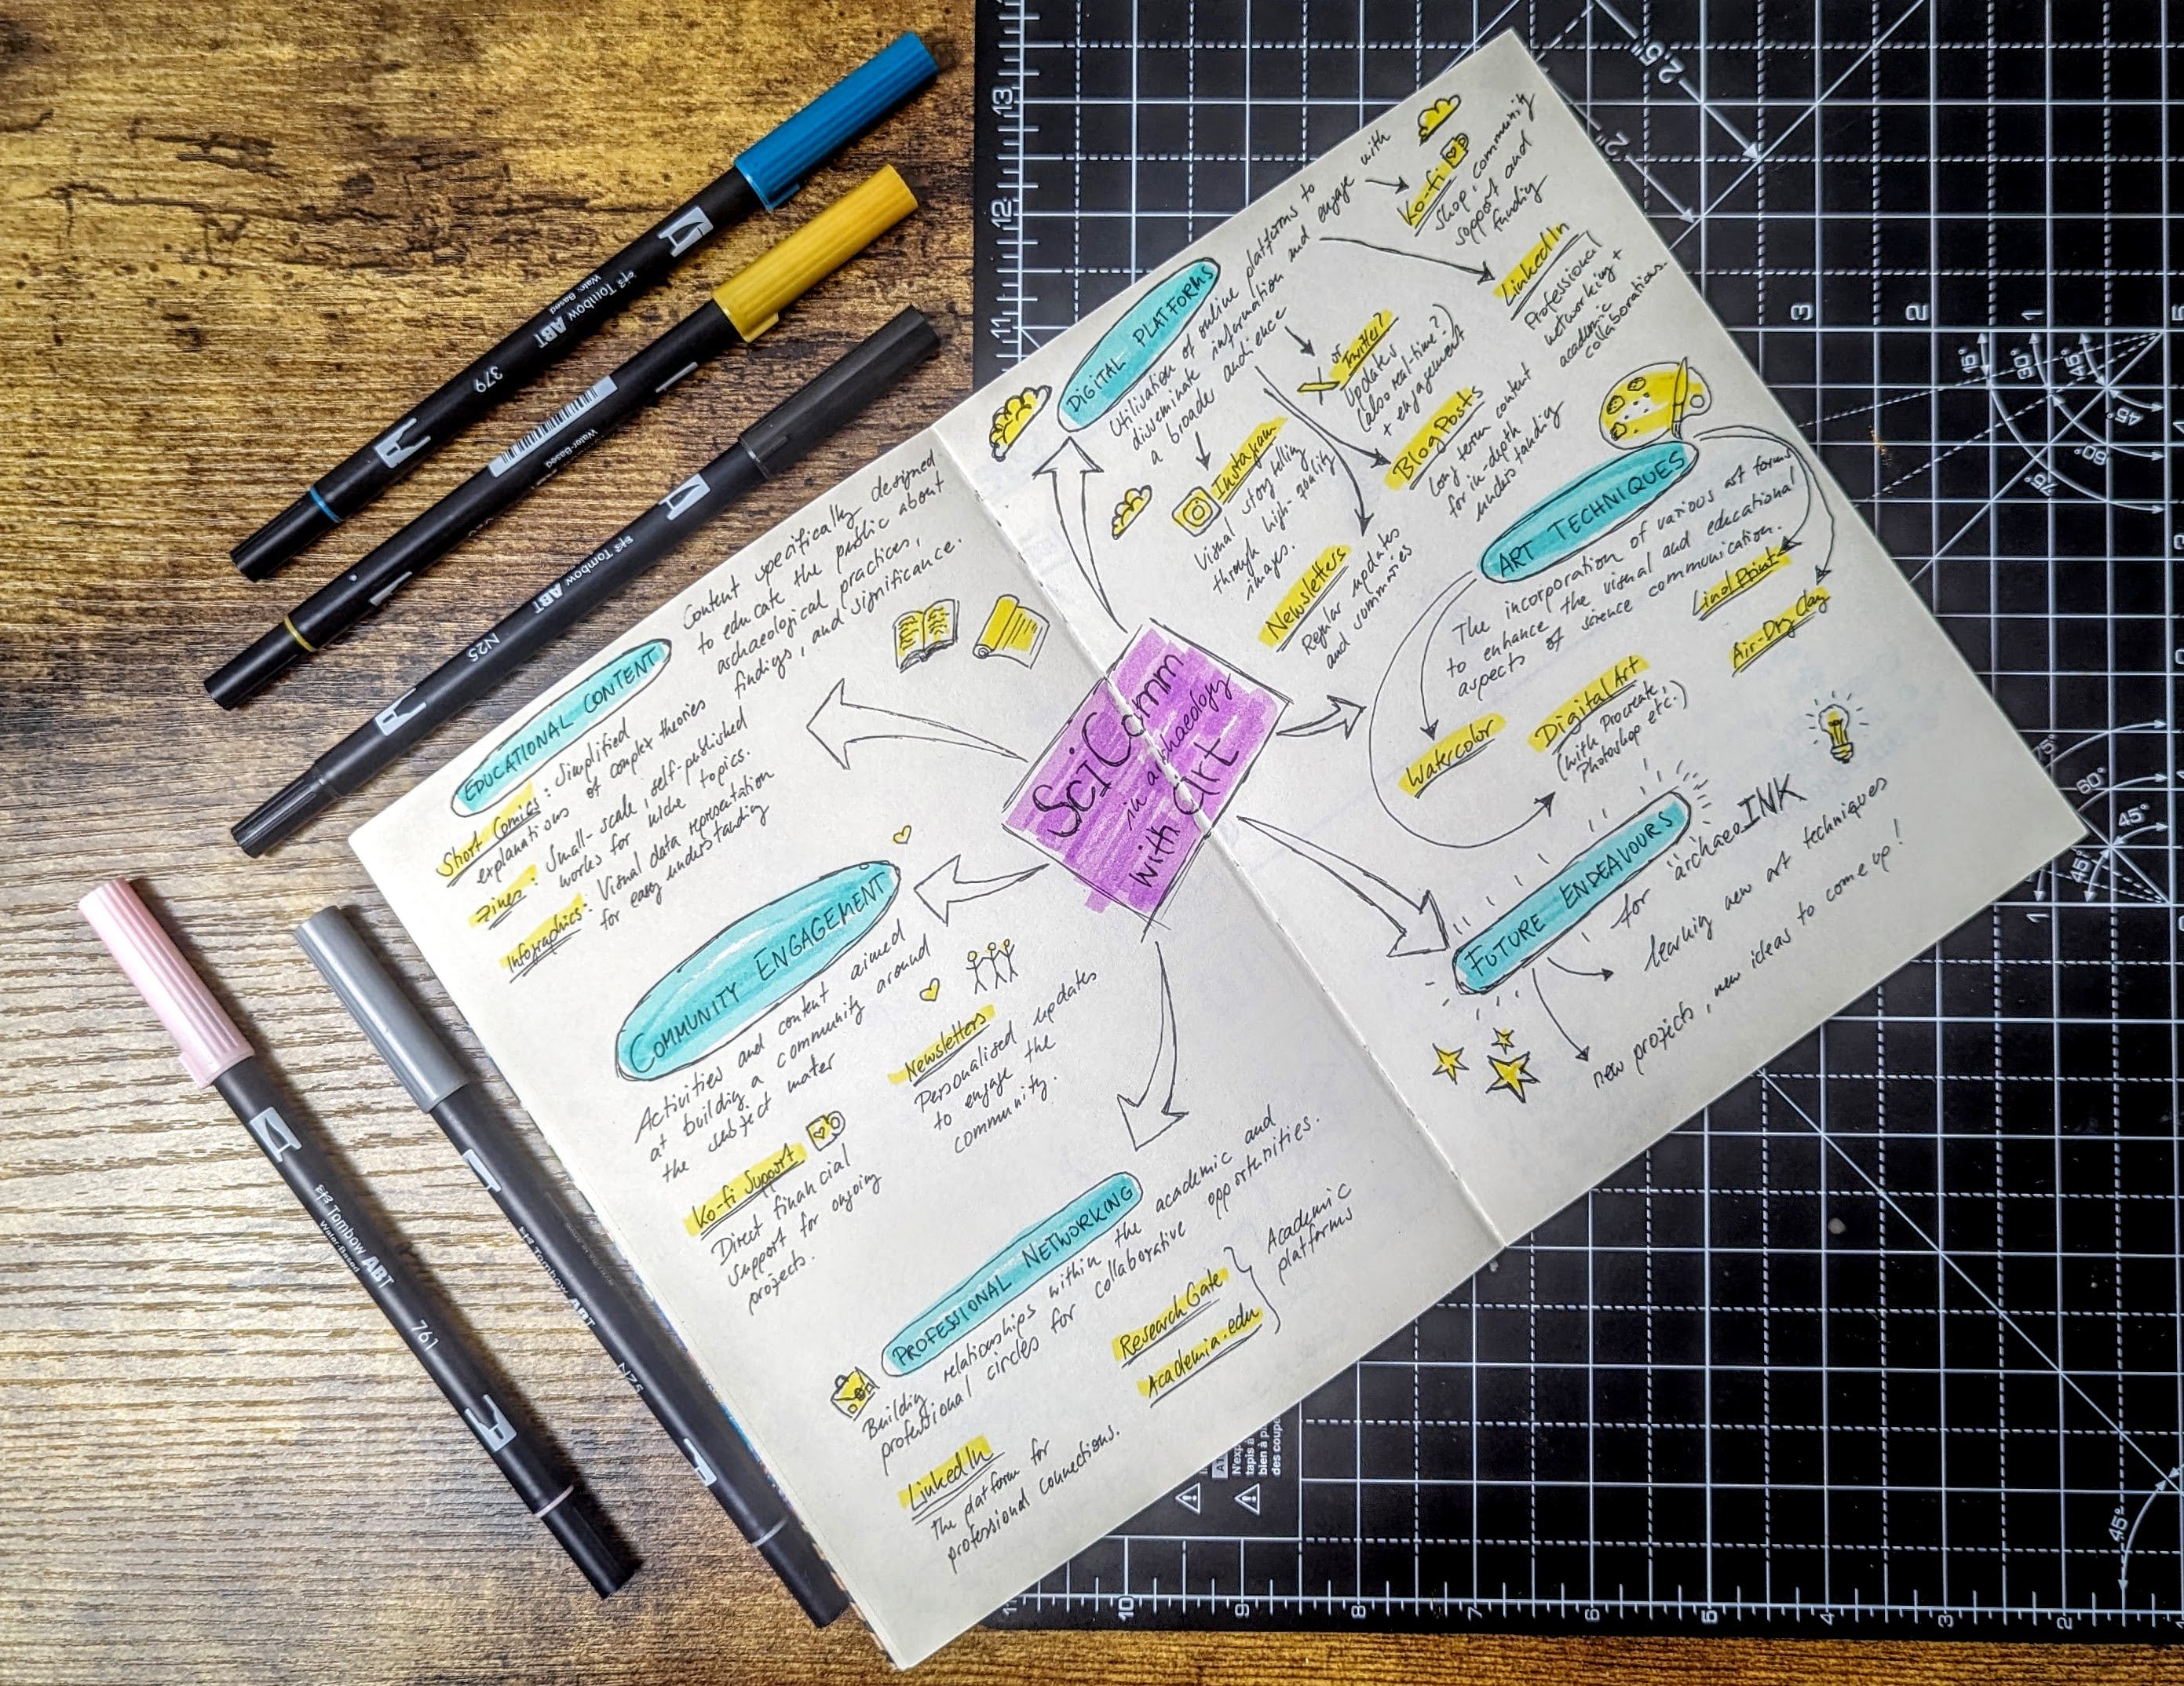 SciComm
in archaeology
with Art
DIGITAL PLATFORMS
Utilisation of online platforms to
disseminate information and engage with
a broader audience
Ko-fi
Shop, community
support and
funding
LinkedIn
Professional
networking +
academic
collaborations.
X or Twitter?
Updates
(also real-time?)
+ engagement
Blog Posts
Long term content
for in-depth
understanding
Instagram
Visual story telling
through high-quality
images.
Newsletters
Regular updates
and summaries
ART TECHNIQUES
The incorporation of various art forms
to enhance the visual and educational
aspects of science communication.
Linol Print
Air-Dry Clay
Watercolor
Digital Art
(with Procreate,
Photoshop etc.)
FUTURE ENDEAVOURS
for archaeoINK
learning new art techniques
new projects, new ideas to come up!
EDUCATIONAL CONTENT
Content specifically designed
to educate the public about
archaeological practices,
findigs, and significance.
Short Comics: Simplified
explanations of complex theories
Zines: Small-scale, self-published
works for niche topics.
Infographics: Visual data representation
for easy understanding
COMMUNITY ENGAGEMENT
Activities and content aimed
at building a community around
the subject mater
Newsletters
Personalised updates
to engage the
community.
Ko-fi Support
Direct financial
support for ongoing
projects.
PROFESSIONAL NETWORKING
Building relationships within the academic and
professional circles for collaborative opportunities.
ResearchGate
Academia.edu
Academic
platforms
LinkedIn
the platform for
professional connections.
Tombow ABT
Water-Based
379
Water-Based
Tombow ABT
N25
Tombow ABT
Water-Based
761
Tombow ABT
N75
2.5"
2"
13
12
11
3
2
1
10
9
8
7
6
5
4
3
2
15°
60°
45°
45°
60°
75°
75°
60°
45°
45°
45°